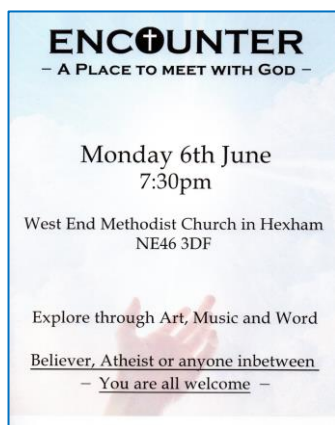 ENCOUNTER
– A PLACE TO MEET WITH GOD –
Monday 6th June
7:30pm
West End Methodist Church in Hexham
NE46 3DF
Explore through Art, Music and Word
Believer, Atheist or anyone inbetween
– You are all welcome –